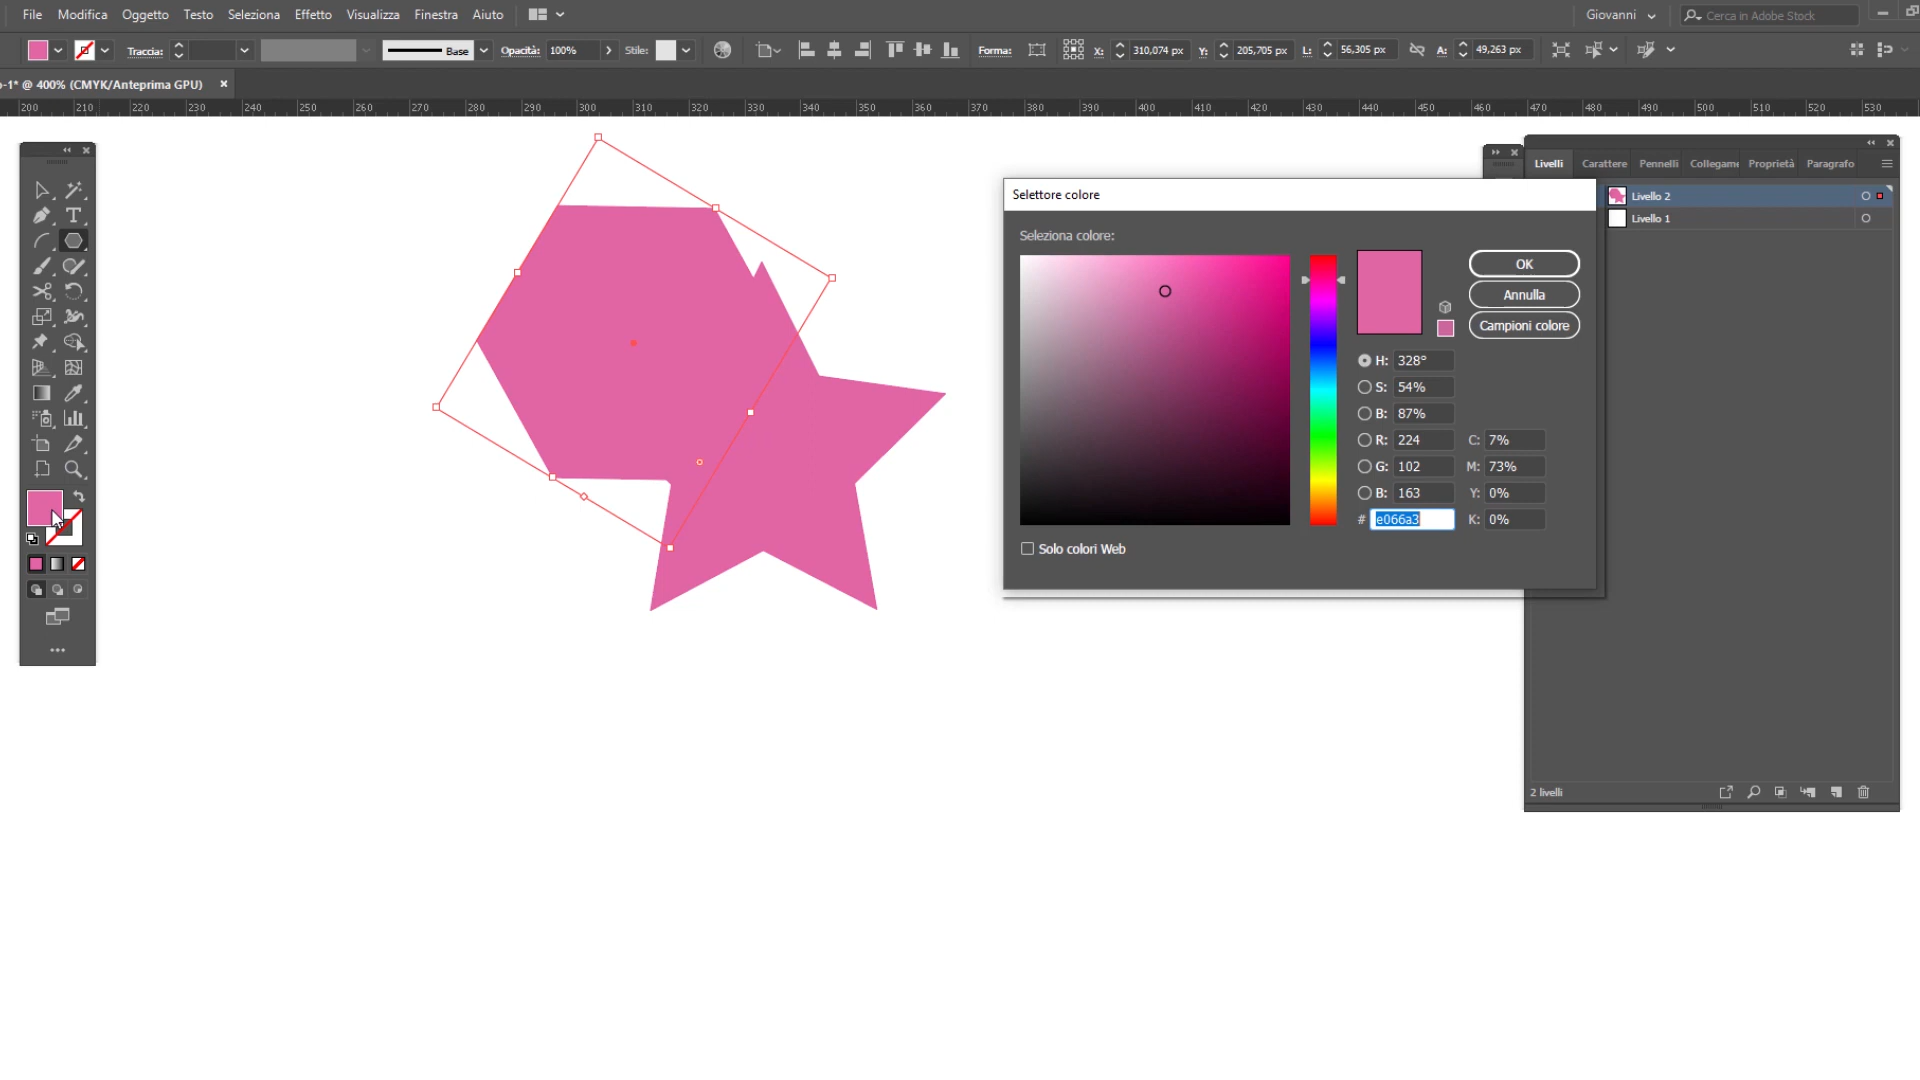 File Modifica Oggetto Testo Seleziona Effetto Visualizza Finestra Aiuto Giovanni Cerca in Adobe Stock
Traccia: Base Opacità: 100% Stile: Forma: X: 310,074 px Y: 205,705 px L: 56,305 px A: 49,263 px
o-1* @ 400% (CMYK/Anteprima GPU) ×
200 210 220 230 240 250 260 270 280 290 300 310 320 330 340 350 360 370 380 390 400 410 420 430 440 450 460 470 480 490 500 510 520 530
Livelli Carattere Pennelli Collegame Proprietà Paragrafo
Livello 2
Livello 1
Selettore colore
Seleziona colore:
OK
Annulla
Campioni colore
H: 328°
S: 54%
B: 87%
R: 224 C: 7%
G: 102 M: 73%
B: 163 Y: 0%
# e066a3 K: 0%
Solo colori Web
2 livelli